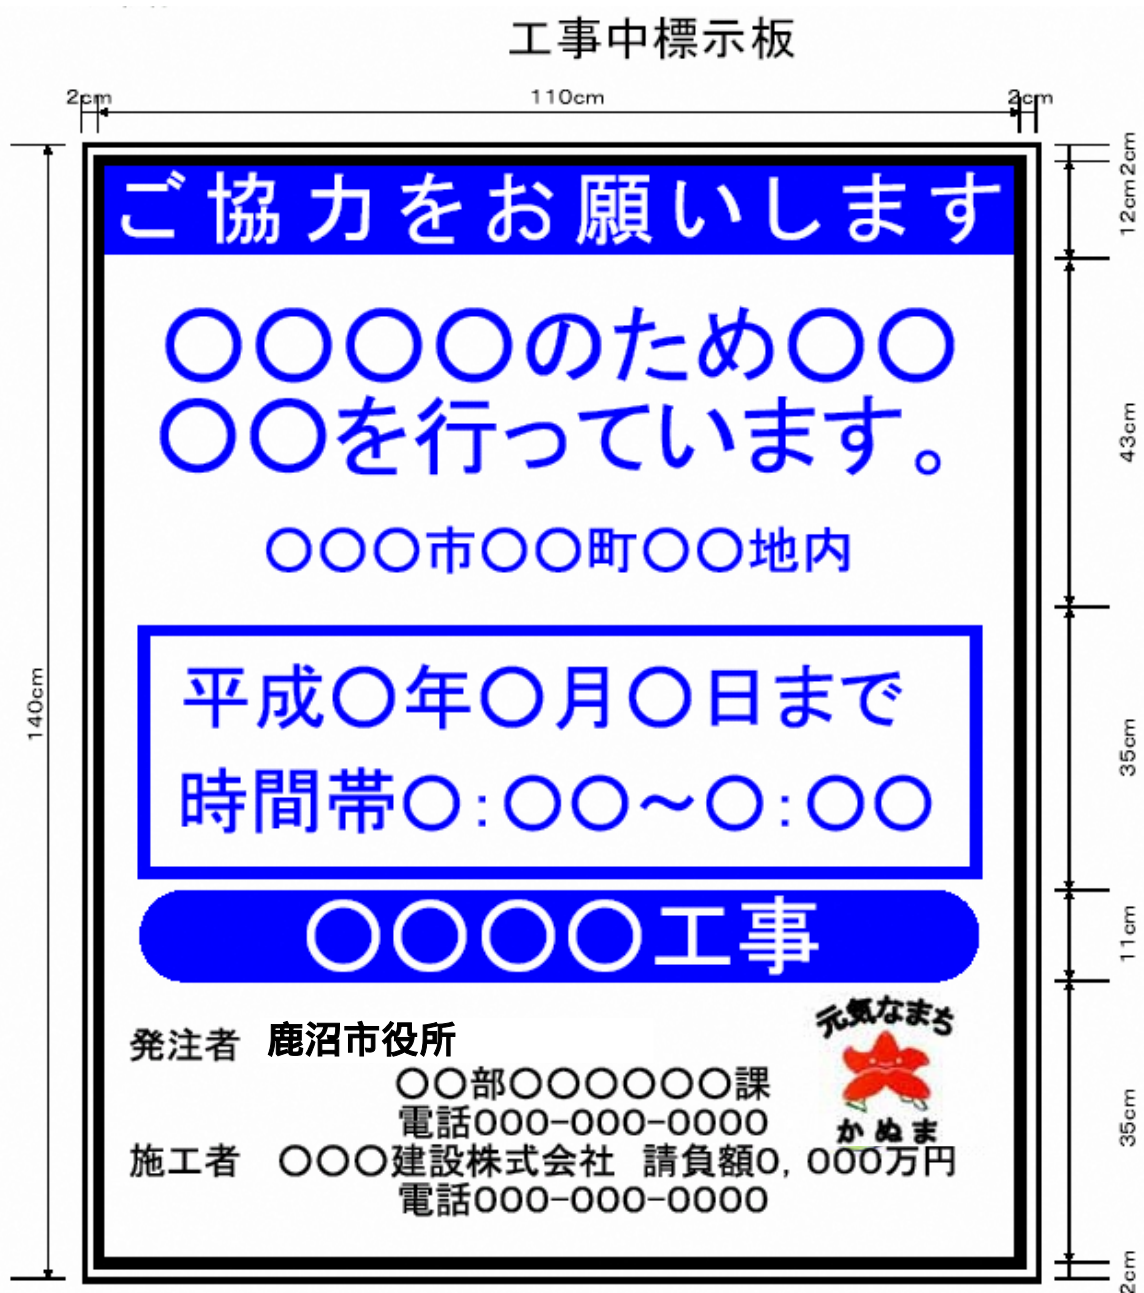 工事中標示板
2cm
110cm
2cm
ご協力をお願いします
〇〇〇〇のため〇〇
〇〇を行っています。
〇〇〇市〇〇町〇〇地内
平成〇年〇月〇日まで
時間帯〇:〇〇~〇:〇〇
〇〇〇〇工事
発注者 鹿沼市役所
〇〇部〇〇〇〇〇〇課
電話000-000-0000
施工者 〇〇〇建設株式会社 請負額0,000万円
電話000-000-0000
元気なまち
かぬま
140cm
2cm
12cm
43cm
35cm
11cm
35cm
2cm